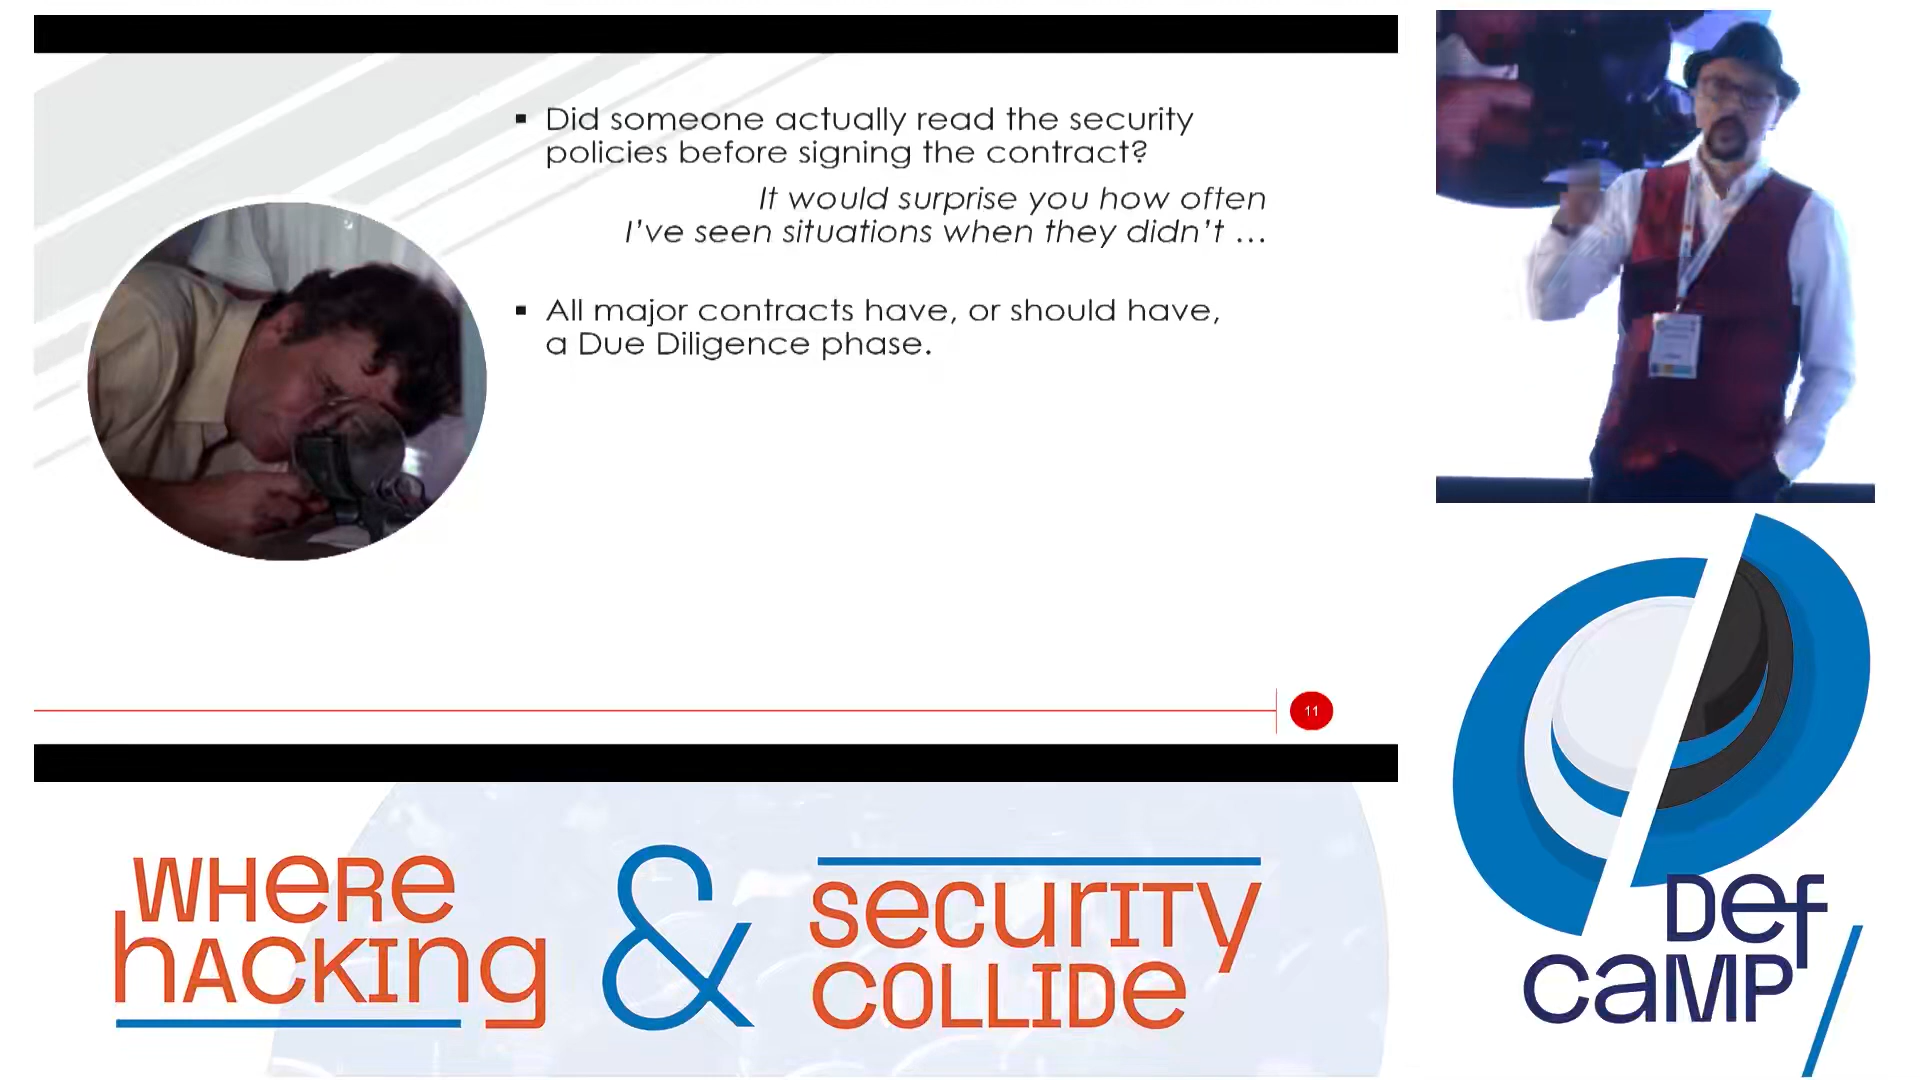 Did someone actually read the security
policies before signing the contract?
It would surprise you how often
I've seen situations when they didn't ...
All major contracts have, or should have,
a Due Diligence phase.
11
WHERE
HACKING
&
SECURITY
COLLIDE
DEF
CAMP